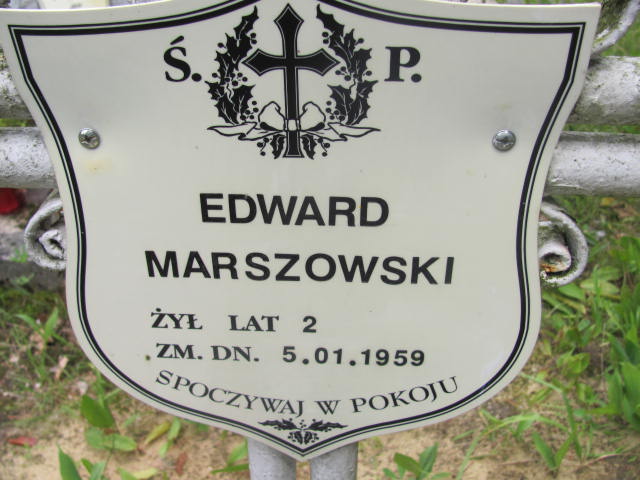 Ś. P.
EDWARD
MARSZOWSKI
ŻYŁ LAT 2
ZM. DN. 5.01.1959
SPOCZYWAJ W POKOJU